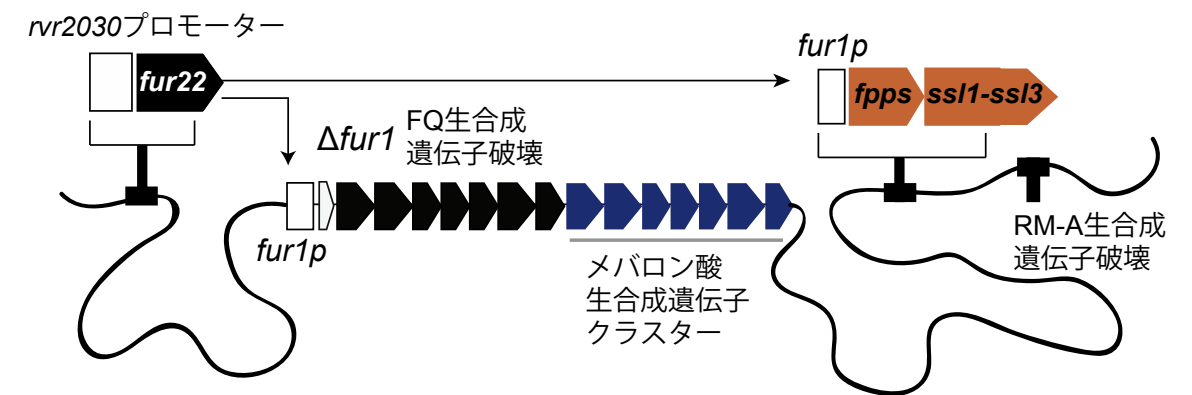 rvr2030プロモーター
fur22
fur1p
fpps
ssl1-ssl3
Δfur1
FQ生合成
遺伝子破壊
fur1p
メバロン酸
生合成遺伝子
クラスター
RM-A生合成
遺伝子破壊